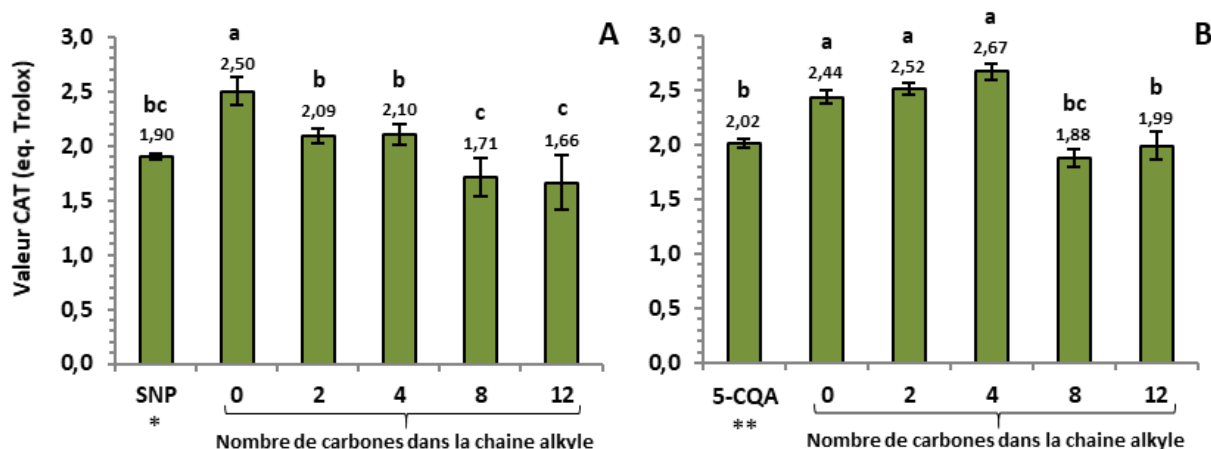 Valeur CAT (eq. Trolox)
3,0
2,5
2,0
1,5
1,0
0,5
0,0
A
bc
1,90
a
2,50
b
2,09
b
2,10
c
1,71
c
1,66
SNP 0 2 4 8 12
*
Nombre de carbones dans la chaine alkyle
3,0
2,5
2,0
1,5
1,0
0,5
0,0
B
b
2,02
a
2,44
a
2,52
a
2,67
bc
1,88
b
1,99
5-CQA 0 2 4 8 12
**
Nombre de carbones dans la chaine alkyle